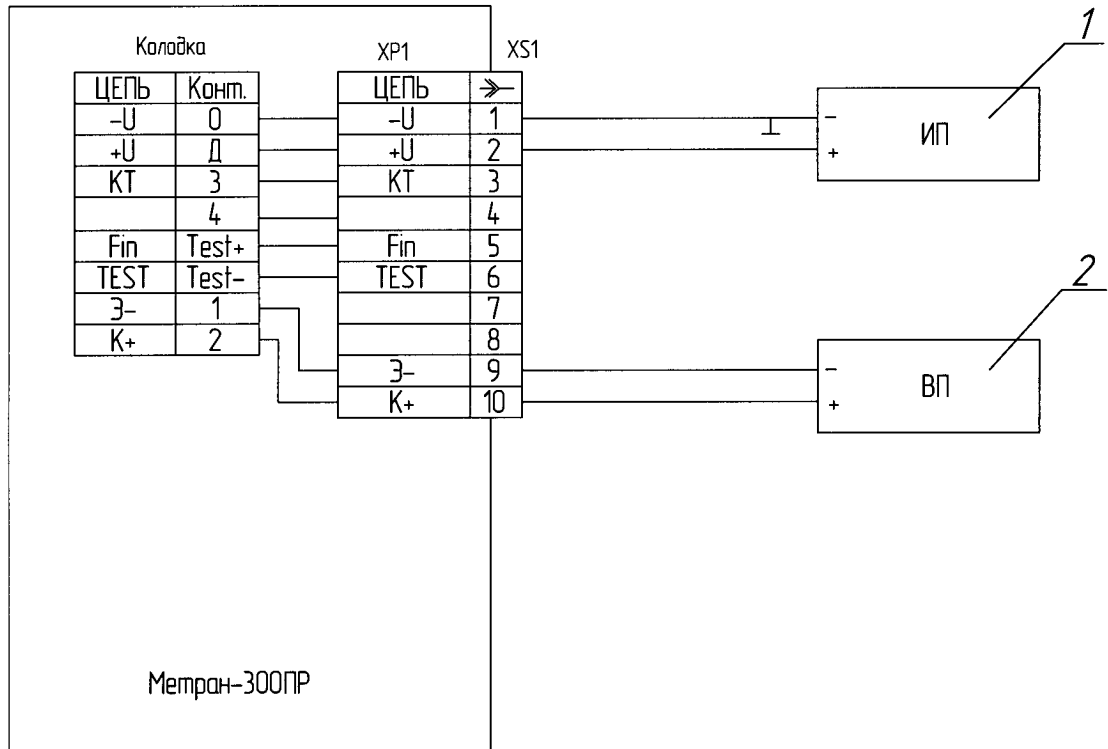 1
Колодка
XP1
XS1
ЦЕПЬ Конт.
ЦЕПЬ
-U 0
-U 1
+U Д
+U 2
КТ 3
КТ 3
4
4
Fin Test+
Fin 5
TEST Test-
TEST 6
Э- 1
7
К+ 2
8
Э- 9
К+ 10
-
+
ИП
2
-
+
ВП
Метран-300ПР